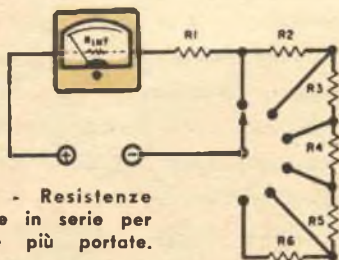 RINT
R1
R2
R3
R4
R5
R6
+
−
- Resistenze
in serie per
più portate.